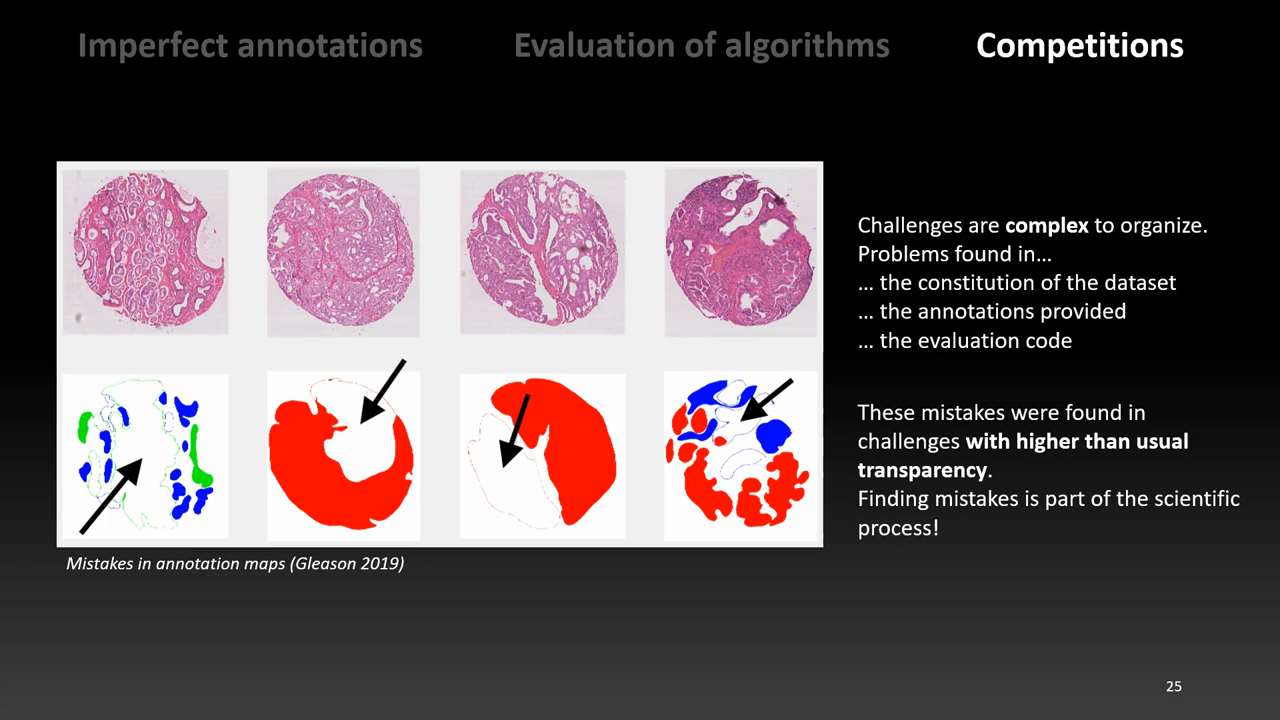 Imperfect annotations
Evaluation of algorithms
Competitions
Challenges are complex to organize.
Problems found in…
… the constitution of the dataset
… the annotations provided
… the evaluation code
These mistakes were found in
challenges with higher than usual
transparency.
Finding mistakes is part of the scientific
process!
Mistakes in annotation maps (Gleason 2019)
25